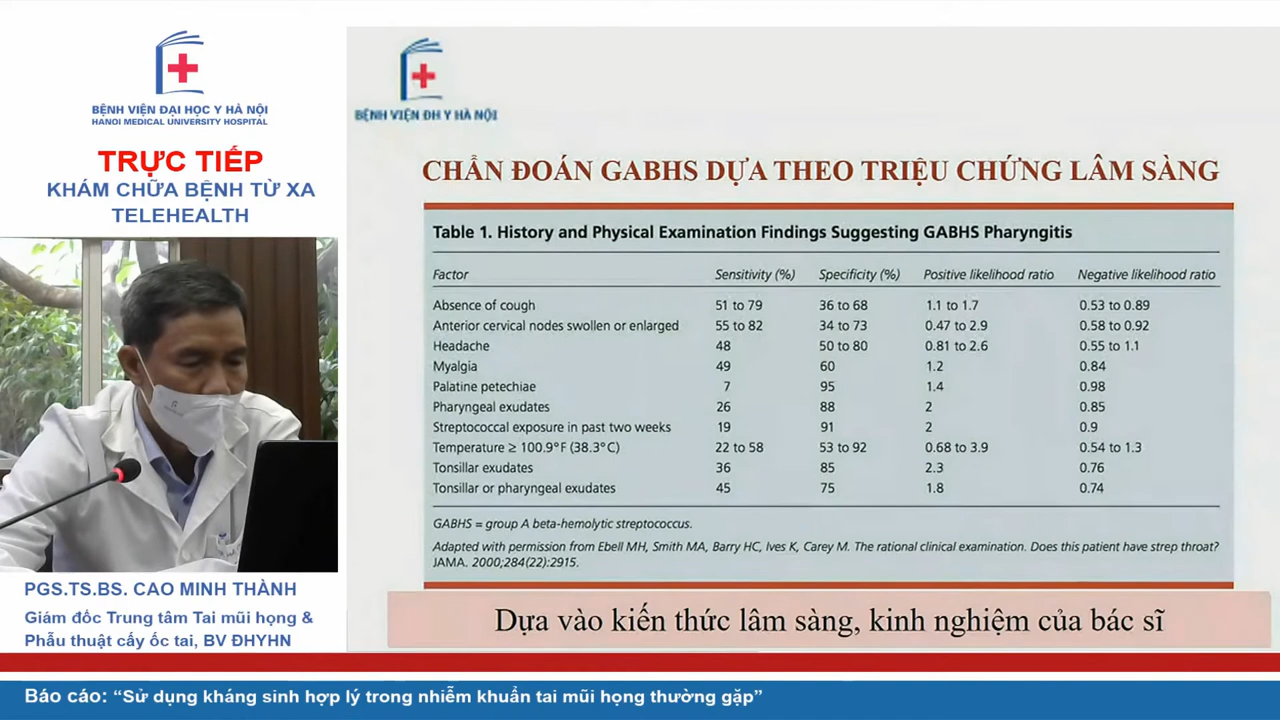 BỆNH VIỆN ĐẠI HỌC Y HÀ NỘI
HANOI MEDICAL UNIVERSITY HOSPITAL
TRỰC TIẾP
KHÁM CHỮA BỆNH TỪ XA
TELEHEALTH
PGS.TS.BS. CAO MINH THÀNH
Giám đốc Trung tâm Tai mũi họng &
Phẫu thuật cấy ốc tai, BV ĐHYHN
BỆNH VIỆN ĐH Y HÀ NỘI
CHẨN ĐOÁN GABHS DỰA THEO TRIỆU CHỨNG LÂM SÀNG
Table 1. History and Physical Examination Findings Suggesting GABHS Pharyngitis
Factor Sensitivity (%) Specificity (%) Positive likelihood ratio Negative likelihood ratio
Absence of cough 51 to 79 36 to 68 1.1 to 1.7 0.53 to 0.89
Anterior cervical nodes swollen or enlarged 55 to 82 34 to 73 0.47 to 2.9 0.58 to 0.92
Headache 48 50 to 80 0.81 to 2.6 0.55 to 1.1
Myalgia 49 60 1.2 0.84
Palatine petechiae 7 95 1.4 0.98
Pharyngeal exudates 26 88 2 0.85
Streptococcal exposure in past two weeks 19 91 2 0.9
Temperature ≥ 100.9°F (38.3°C) 22 to 58 53 to 92 0.68 to 3.9 0.54 to 1.3
Tonsillar exudates 36 85 2.3 0.76
Tonsillar or pharyngeal exudates 45 75 1.8 0.74
GABHS = group A beta-hemolytic streptococcus.
Adapted with permission from Ebell MH, Smith MA, Barry HC, Ives K, Carey M. The rational clinical examination. Does this patient have strep throat?
JAMA. 2000;284(22):2915.
Dựa vào kiến thức lâm sàng, kinh nghiệm của bác sĩ
Báo cáo: “Sử dụng kháng sinh hợp lý trong nhiễm khuẩn tai mũi họng thường gặp”